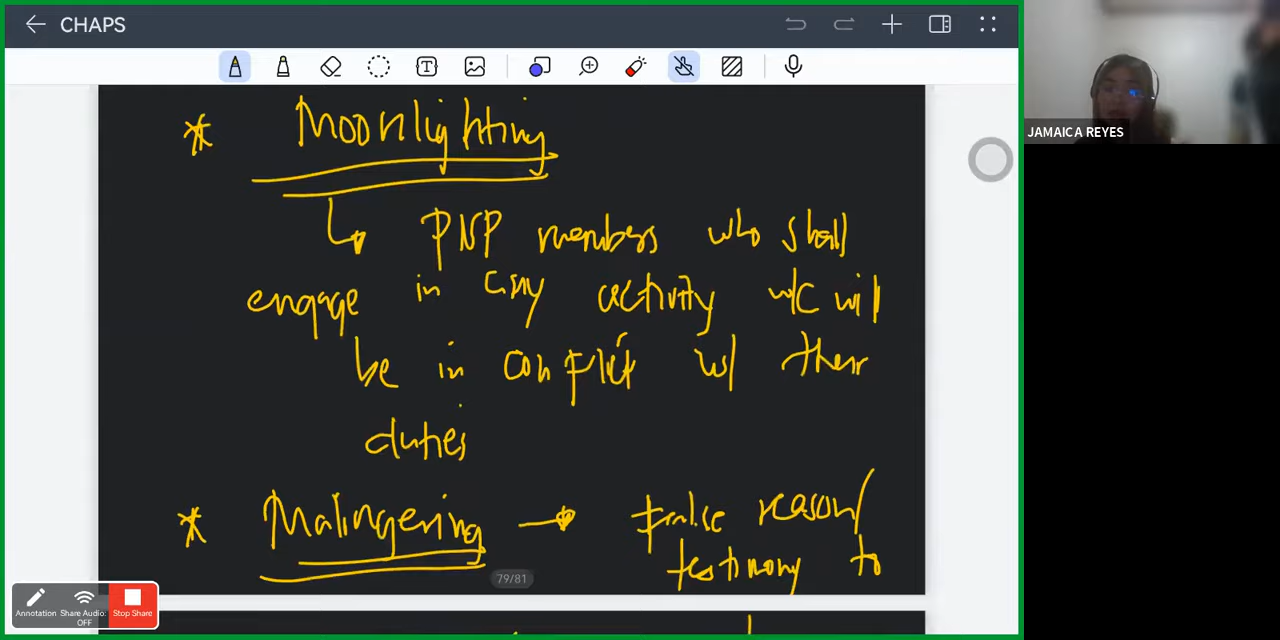 CHAPS
JAMAICA REYES
* Moonlighting
↳ PNP members who shall
engage in any activity w/c will
be in conflict w/ their
duties
* Malingering → false reason/
testimony to
79/81
Annotation
Share Audio: OFF
Stop Share